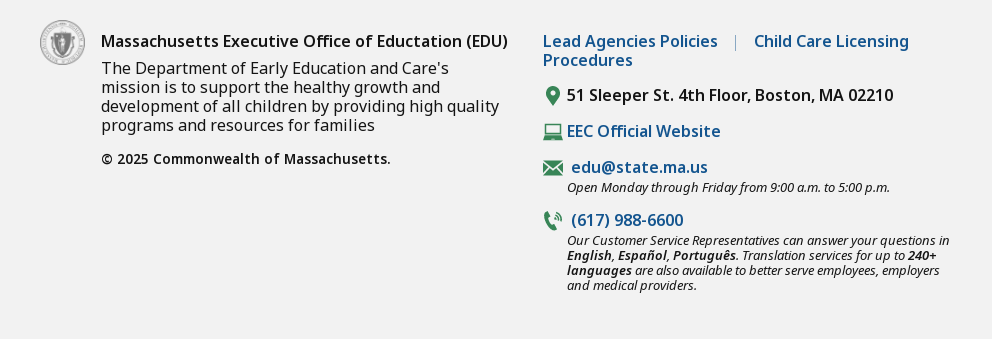 Massachusetts Executive Office of Eductation (EDU)
The Department of Early Education and Care's
mission is to support the healthy growth and
development of all children by providing high quality
programs and resources for families
© 2025 Commonwealth of Massachusetts.
Lead Agencies Policies | Child Care Licensing
Procedures
51 Sleeper St. 4th Floor, Boston, MA 02210
EEC Official Website
edu@state.ma.us
Open Monday through Friday from 9:00 a.m. to 5:00 p.m.
(617) 988-6600
Our Customer Service Representatives can answer your questions in
English, Español, Português. Translation services for up to 240+
languages are also available to better serve employees, employers
and medical providers.